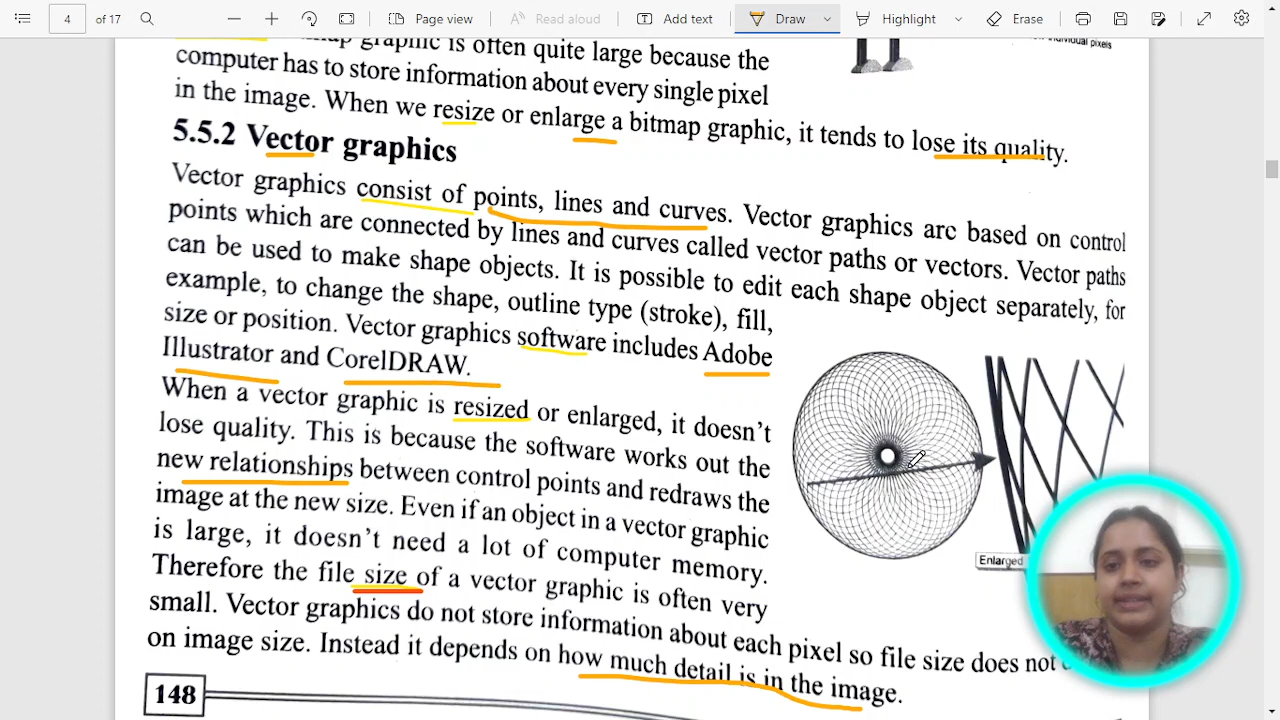 4 of 17 Page view Read aloud Add text Draw Highlight Erase
graphic is often quite large because the
individual pixels
computer has to store information about every single pixel
in the image. When we resize or enlarge a bitmap graphic, it tends to lose its quality.
5.5.2 Vector graphics
Vector graphics consist of points, lines and curves. Vector graphics are based on control
points which are connected by lines and curves called vector paths or vectors. Vector paths
can be used to make shape objects. It is possible to edit each shape object separately, for
example, to change the shape, outline type (stroke), fill,
size or position. Vector graphics software includes Adobe
Illustrator and CorelDRAW.
When a vector graphic is resized or enlarged, it doesn't
lose quality. This is because the software works out the
new relationships between control points and redraws the
image at the new size. Even if an object in a vector graphic
is large, it doesn't need a lot of computer memory.
Therefore the file size of a vector graphic is often very
Enlarged
small. Vector graphics do not store information about each pixel so file size does not
on image size. Instead it depends on how much detail is in the image.
148